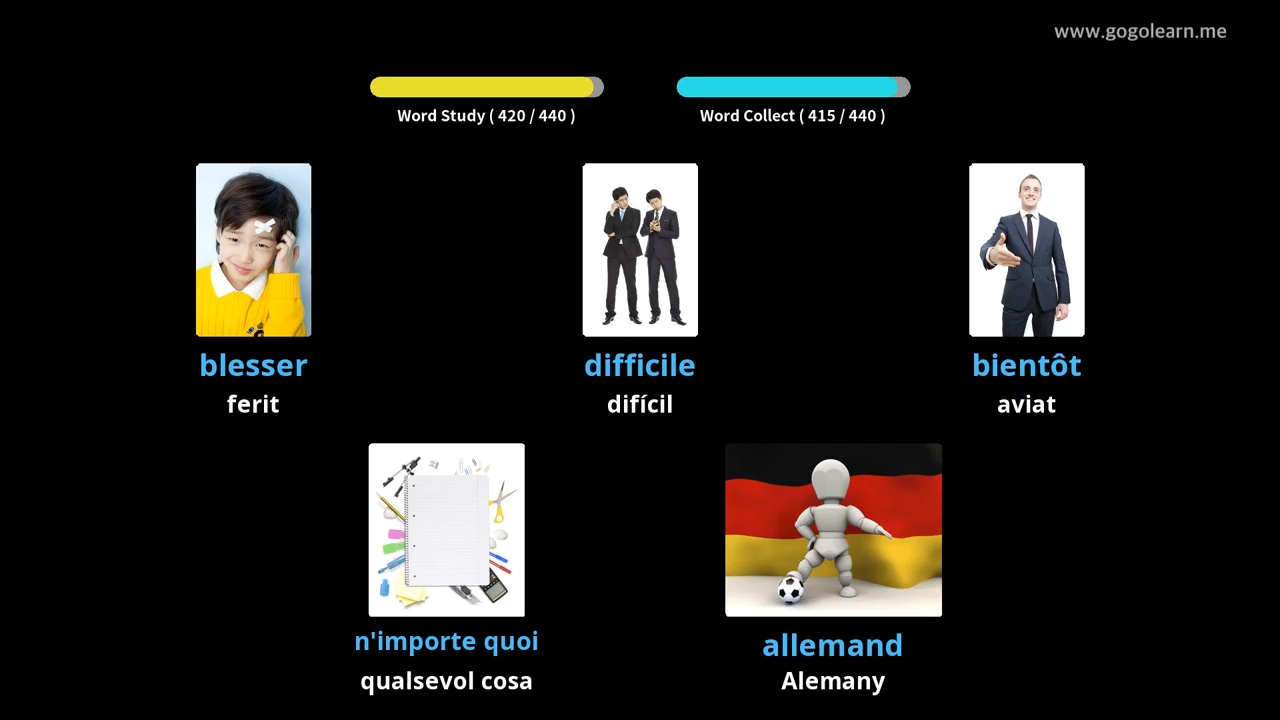 www.gogolearn.me
Word Study ( 420 / 440 )
Word Collect ( 415 / 440 )
blesser
ferit
difficile
difícil
bientôt
aviat
n'importe quoi
qualsevol cosa
allemand
Alemany